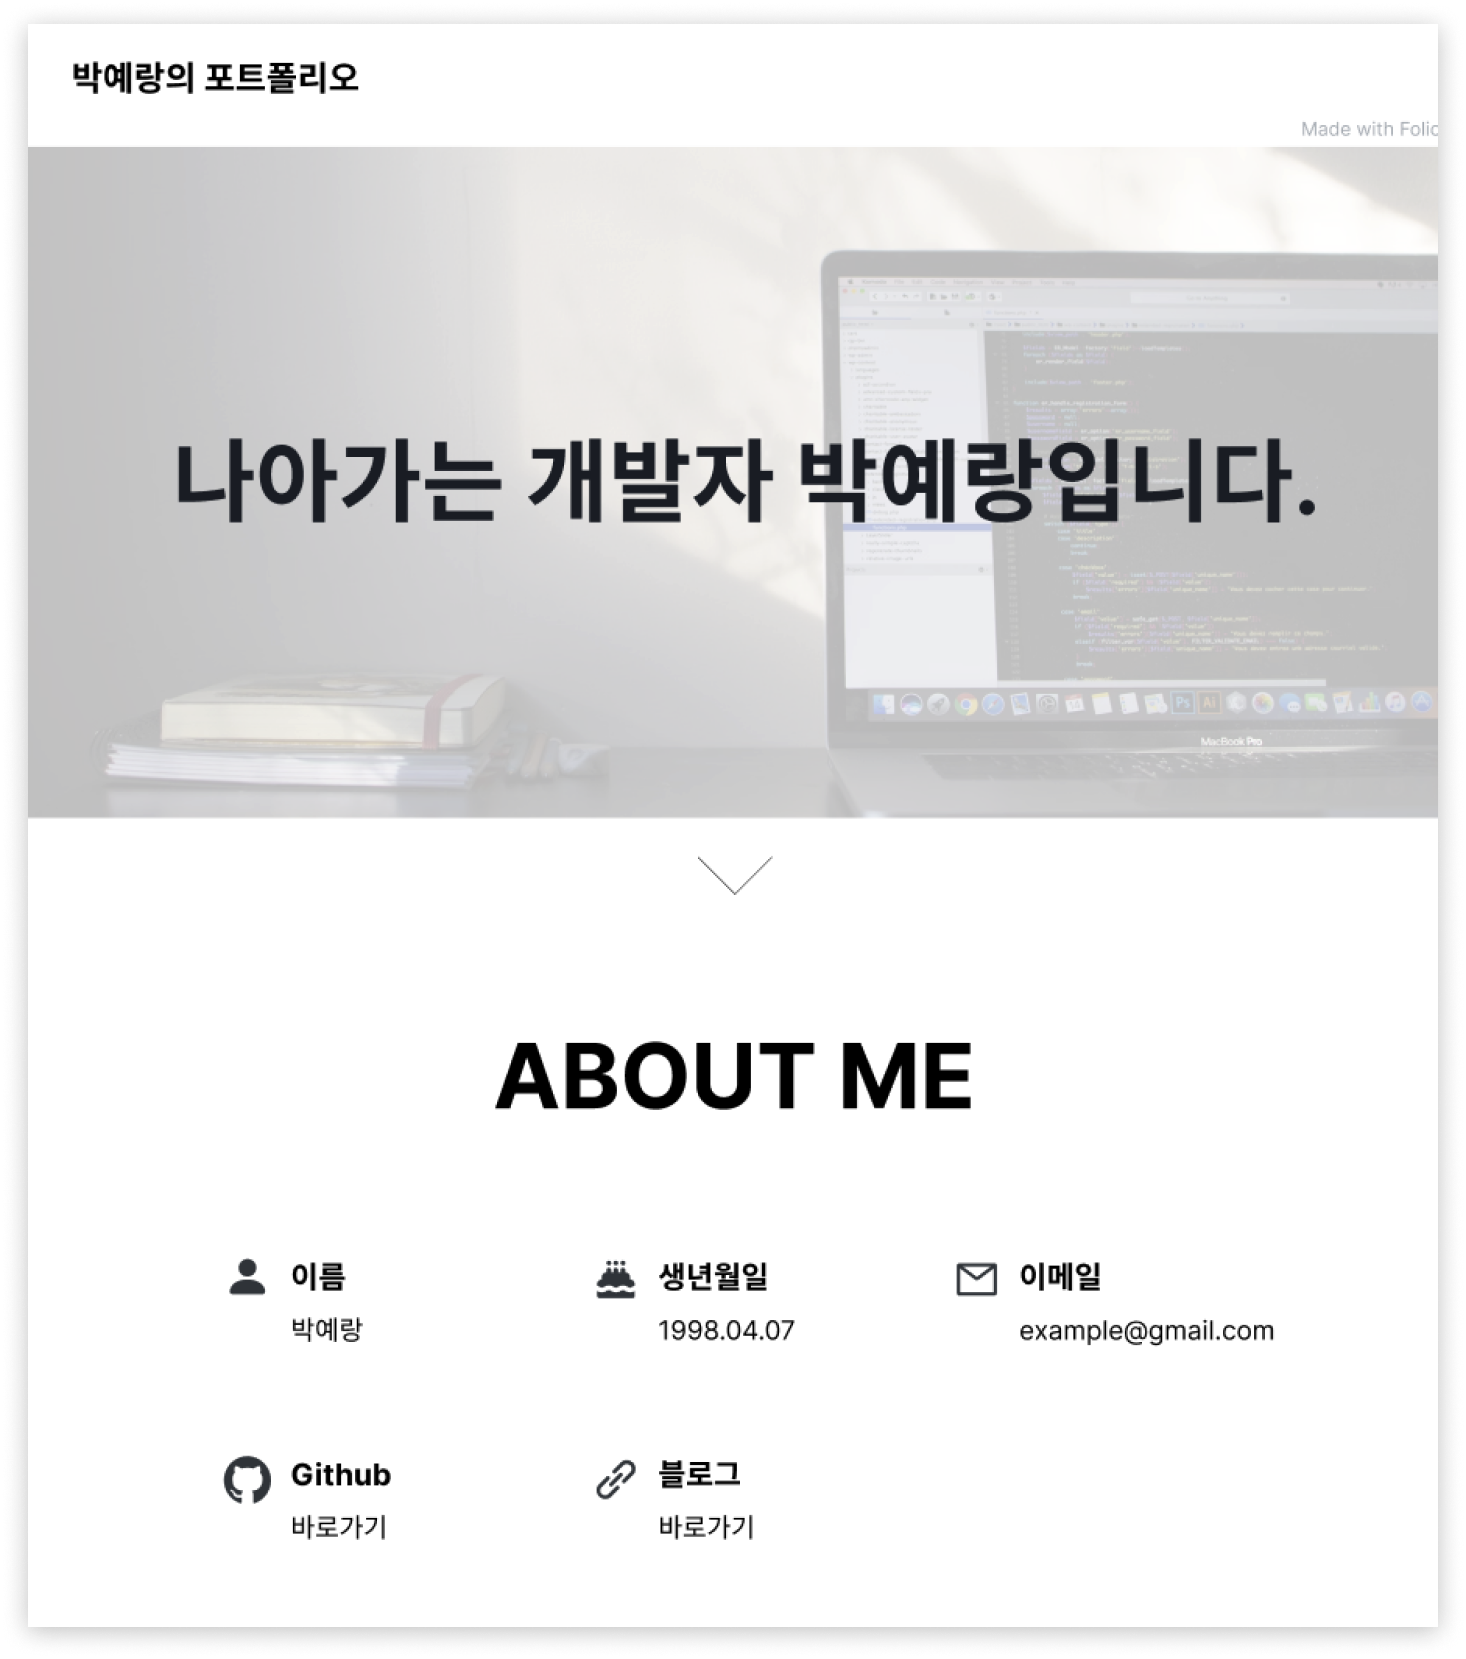 박예랑의 포트폴리오
Made with Folio
나아가는 개발자 박예랑입니다.
MacBook Pro
ABOUT ME
이름
박예랑
생년월일
1998.04.07
이메일
example@gmail.com
Github
바로가기
블로그
바로가기